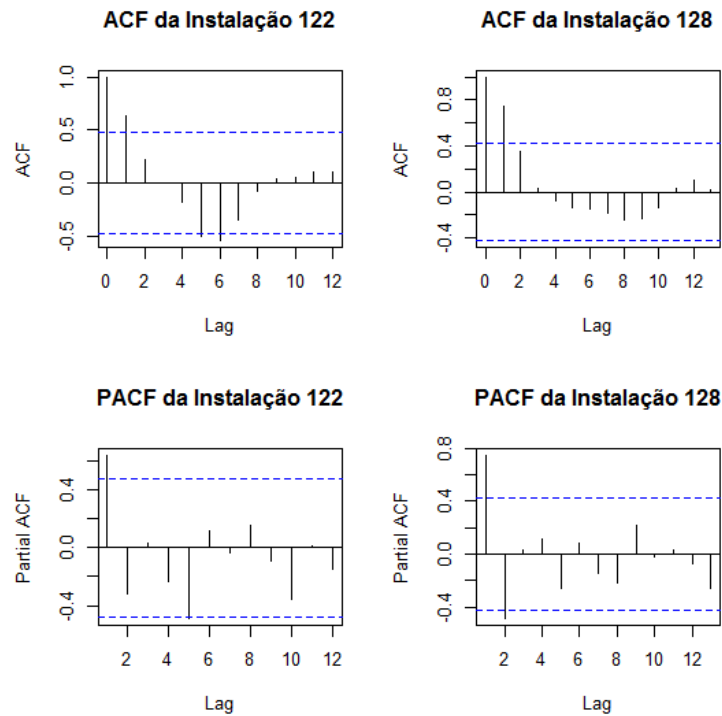 ACF da Instalação 122
ACF
1.0
0.5
0.0
-0.5
0 2 4 6 8 10 12
Lag
ACF da Instalação 128
ACF
0.8
0.4
0.0
-0.4
0 2 4 6 8 10 12
Lag
PACF da Instalação 122
Partial ACF
0.4
0.0
-0.4
2 4 6 8 10 12
Lag
PACF da Instalação 128
Partial ACF
0.8
0.4
0.0
-0.4
2 4 6 8 10 12
Lag